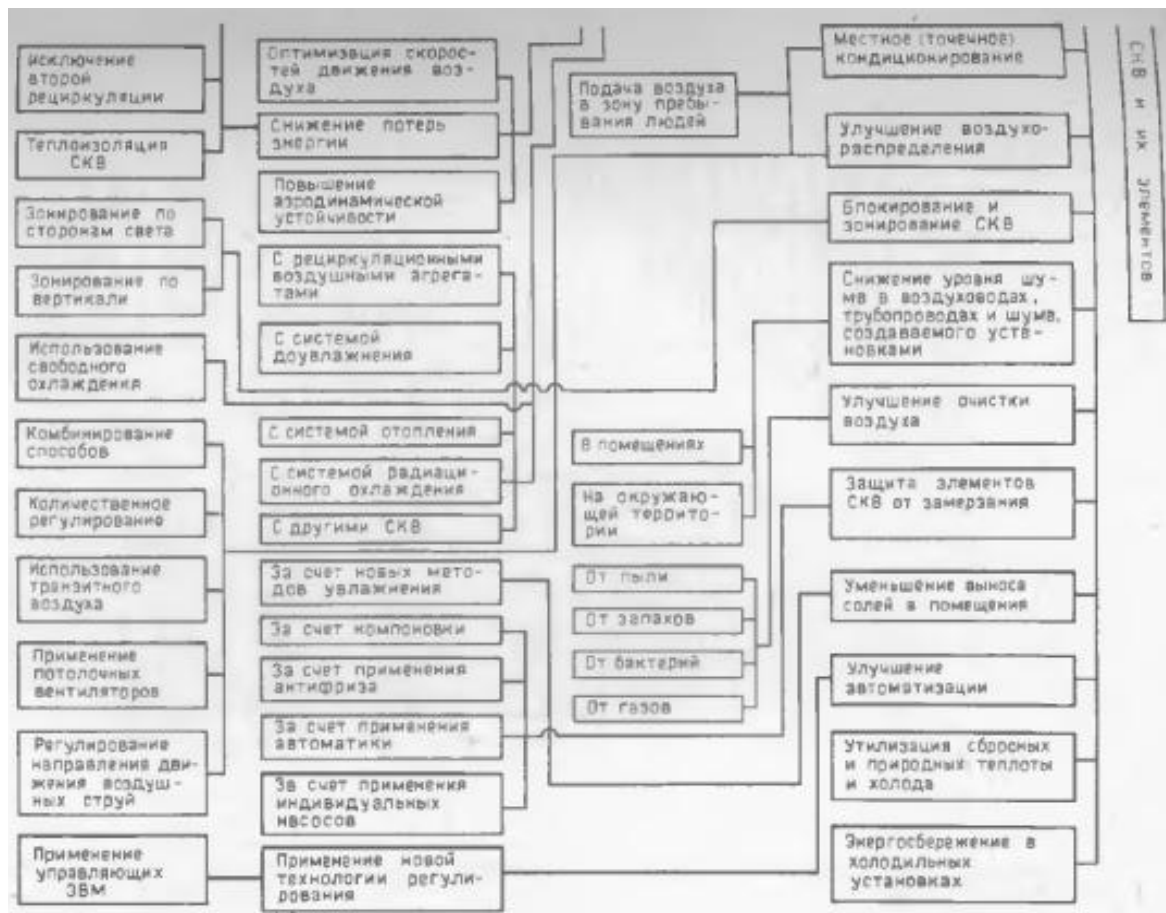 Исключение
второй
рециркуляции
Теплоизоляция
СКВ
Зонирование по
сторонам света
Зонирование по
вертикали
Использование
свободного
охлаждения
Комбинирование
способов
Количественное
регулирование
Использование
транзитного
воздуха
Применение
потолочных
вентиляторов
Регулирование
направления дви-
жения воздуш-
ных струй
Применение
управляющих
ЭВМ
Оптимизация скорос-
тей движения воз-
духа
Снижение потерь
энергии
Повышение
аэродинамической
устойчивости
С рециркуляционными
воздушными агрега-
тами
С системой
доувлажнения
С системой отопления
С системой радиаци-
онного охлаждения
С другими СКВ
За счет новых мето-
дов увлажнения
За счет компоновки
За счет применения
антифриза
За счет применения
автоматики
За счет применения
индивидуальных
насосов
Применение новой
технологии регули-
рования
Подача воздуха
в зону пребы-
вания людей
В помещениях
На окружаю-
щей террито-
рии
От пыли
От запахов
От бактерий
От газов
Местное (точечное)
кондиционирование
Улучшение воздухо-
распределения
Блокирование и
зонирование СКВ
Снижение уровня шу-
ма в воздуховодах,
трубопроводах и шума,
создаваемого уста-
новками
Улучшение очистки
воздуха
Защита элементов
СКВ от замерзания
Уменьшение выноса
солей в помещения
Улучшение
автоматизации
Утилизация сбросных
и природных теплоты
и холода
Энергосбережение в
холодильных
установках
СКВ и их элементов